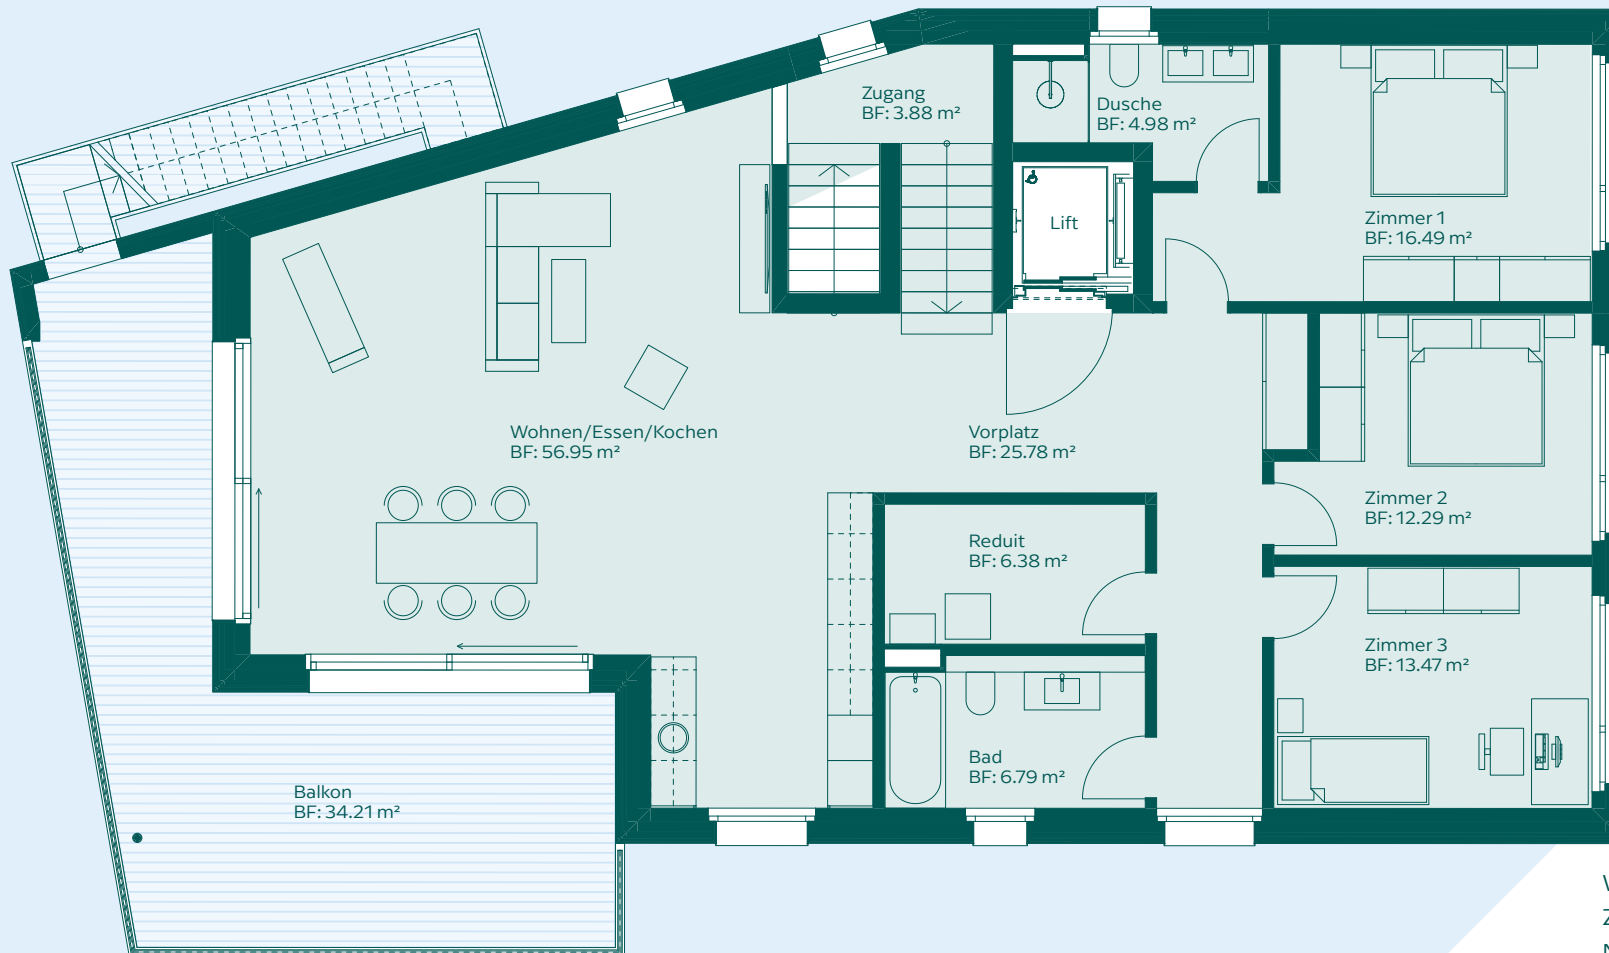 Zugang
BF: 3.88 m²
Dusche
BF: 4.98 m²
Lift
Zimmer 1
BF: 16.49 m²
Wohnen/Essen/Kochen
BF: 56.95 m²
Vorplatz
BF: 25.78 m²
Zimmer 2
BF: 12.29 m²
Reduit
BF: 6.38 m²
Zimmer 3
BF: 13.47 m²
Bad
BF: 6.79 m²
Balkon
BF: 34.21 m²